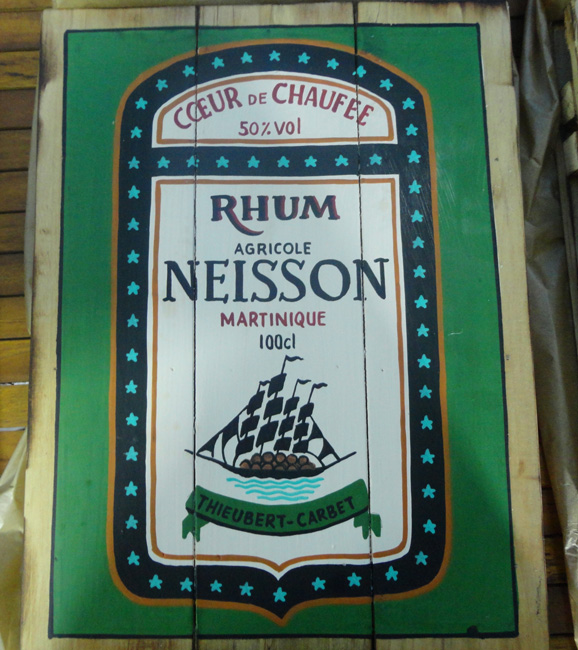 CŒUR DE CHAUFFE
50% Vol
RHUM
AGRICOLE
NEISSON
MARTINIQUE
100cl
THIEUBERT-CARBET